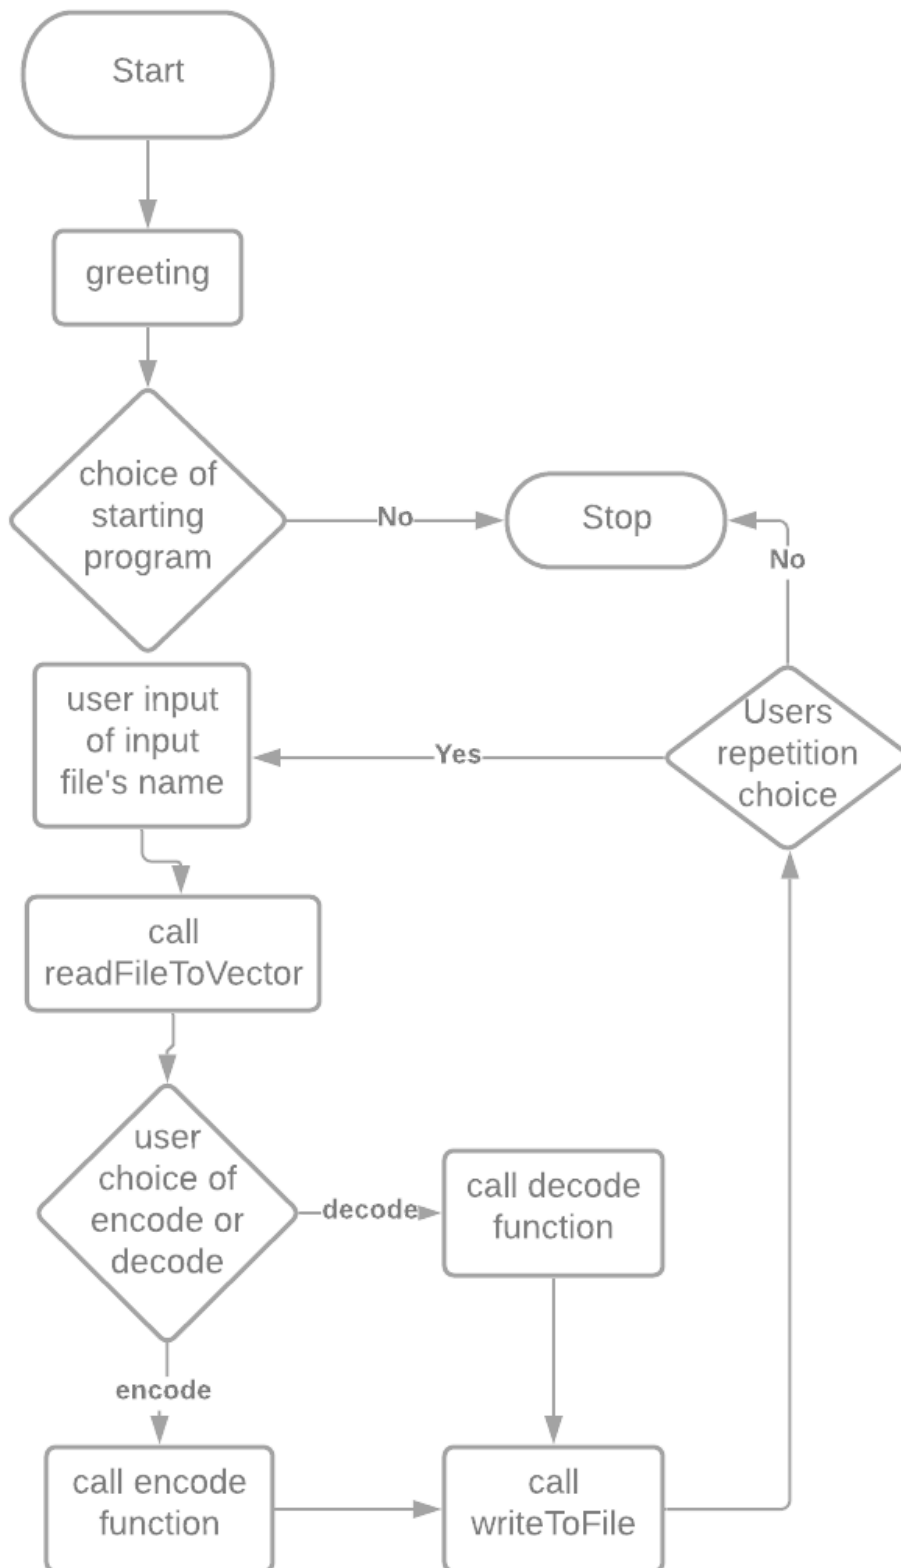 Start
greeting
choice of
starting
program
No
Stop
No
user input
of input
file's name
Yes
Users
repetition
choice
call
readFileToVector
user
choice of
encode or
decode
decode
call decode
function
encode
call encode
function
call
writeToFile